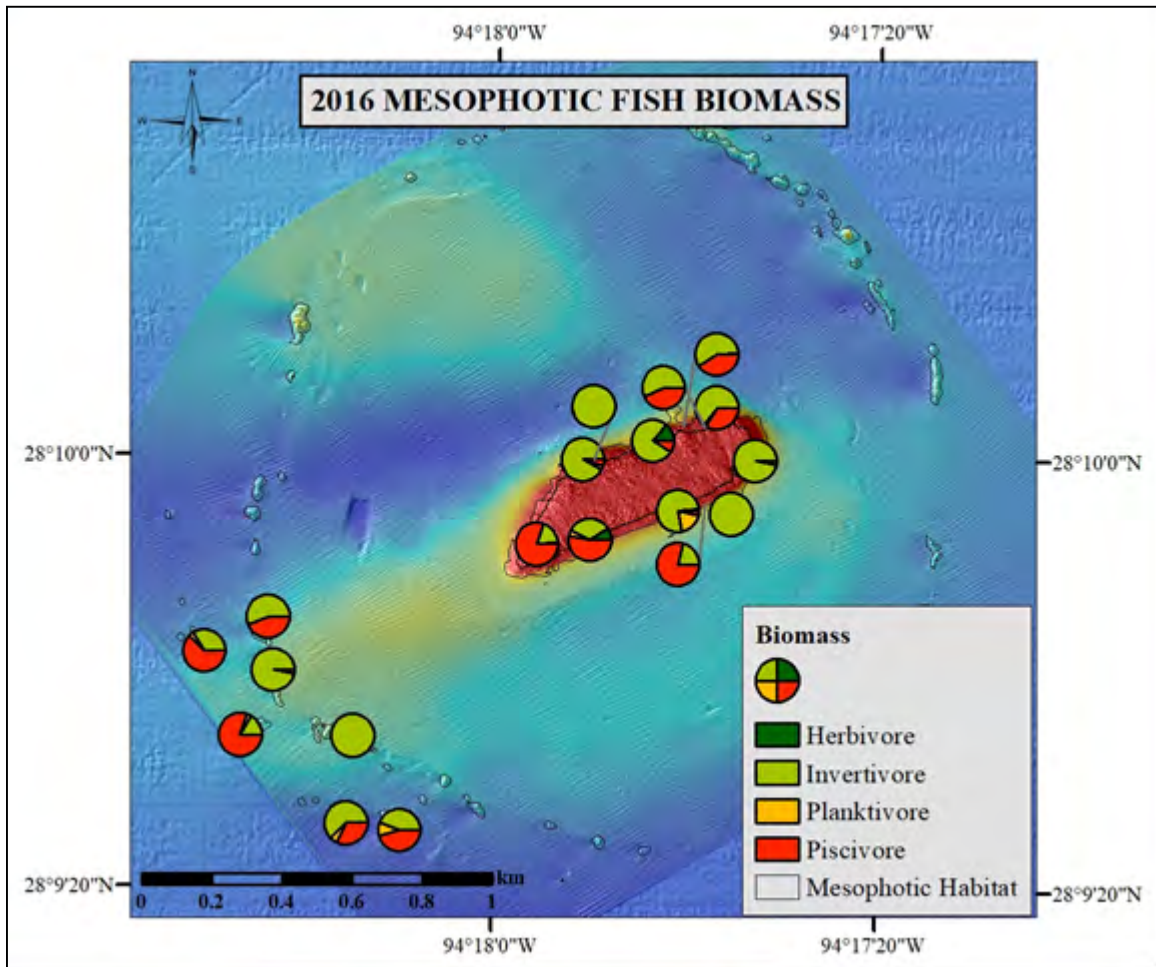 94°18'0"W 94°17'20"W
2016 MESOPHOTIC FISH BIOMASS
N
W E
S
28°10'0"N 28°10'0"N
Biomass
Herbivore
Invertivore
Planktivore
Piscivore
Mesophotic Habitat
km
28°9'20"N 28°9'20"N
0 0.2 0.4 0.6 0.8 1
94°18'0"W 94°17'20"W